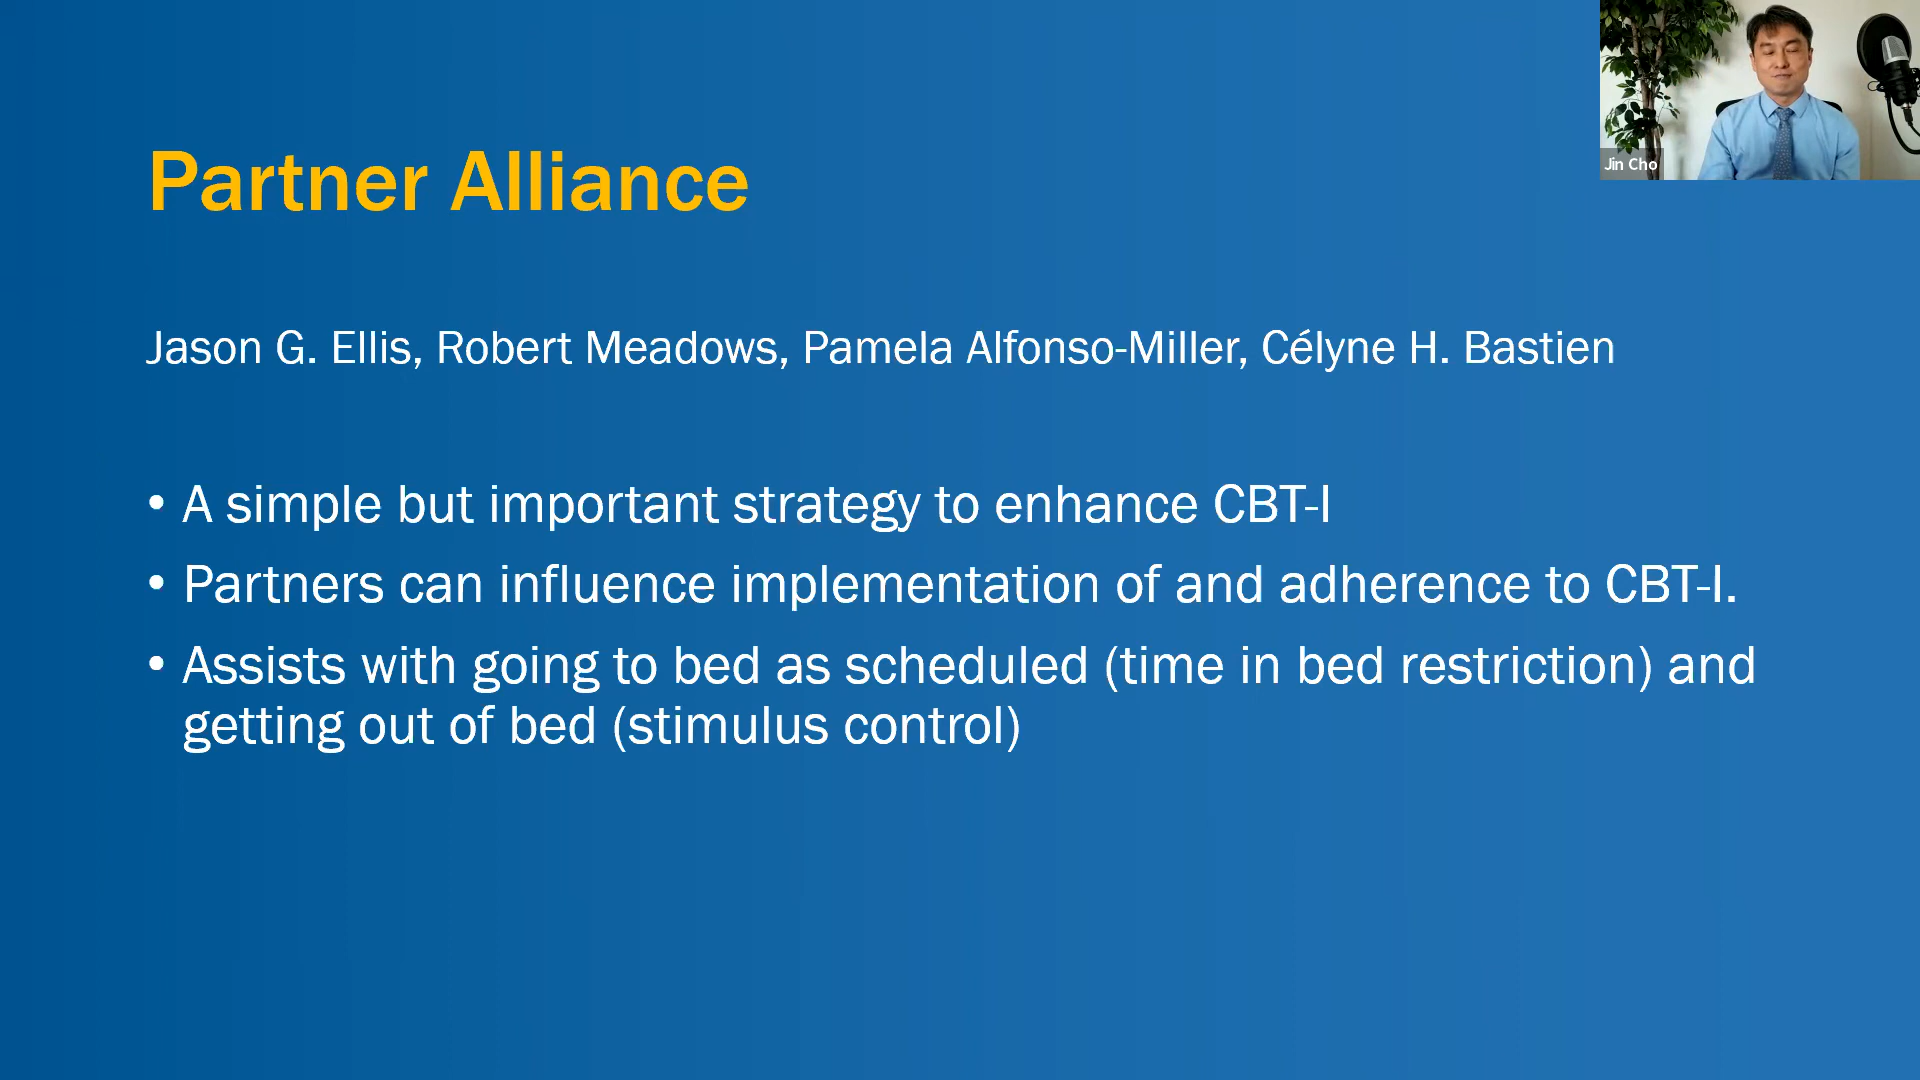 Jin Cho
Partner Alliance
Jason G. Ellis, Robert Meadows, Pamela Alfonso-Miller, Célyne H. Bastien
• A simple but important strategy to enhance CBT-I
• Partners can influence implementation of and adherence to CBT-I.
• Assists with going to bed as scheduled (time in bed restriction) and
getting out of bed (stimulus control)